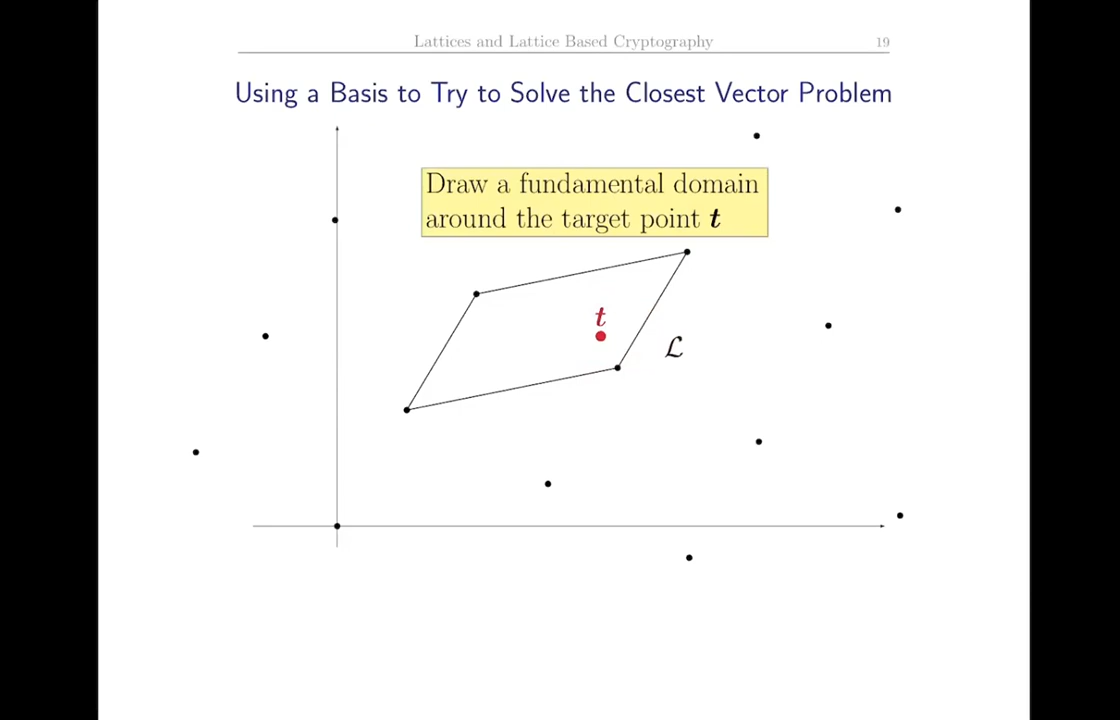 Lattices and Lattice Based Cryptography 19
Using a Basis to Try to Solve the Closest Vector Problem
Draw a fundamental domain
around the target point t
t
ℒ